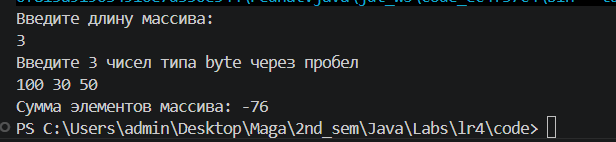 Введите длину массива:
3
Введите 3 чисел типа byte через пробел
100 30 50
Сумма элементов массива: -76
PS C:\Users\admin\Desktop\Maga\2nd_sem\Java\Labs\lr4\code>